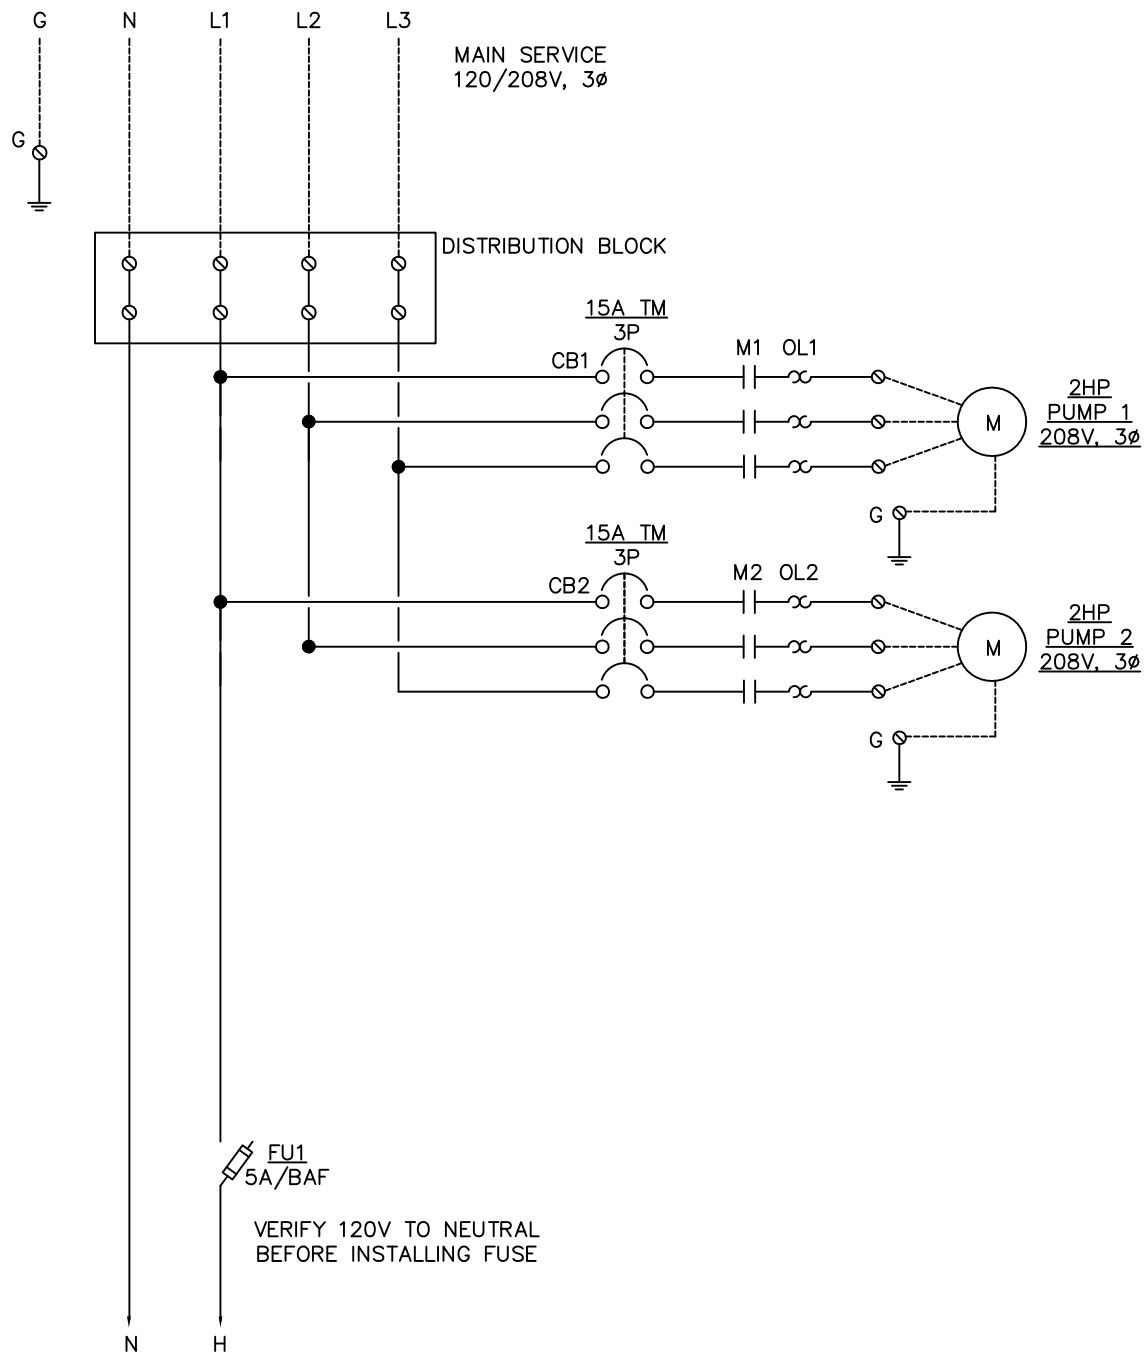 G N L1 L2 L3
MAIN SERVICE
120/208V, 3ø
G
DISTRIBUTION BLOCK
15A TM
3P
CB1
M1 OL1
M
2HP
PUMP 1
208V, 3ø
G
15A TM
3P
CB2
M2 OL2
M
2HP
PUMP 2
208V, 3ø
G
FU1
5A/BAF
VERIFY 120V TO NEUTRAL
BEFORE INSTALLING FUSE
N H